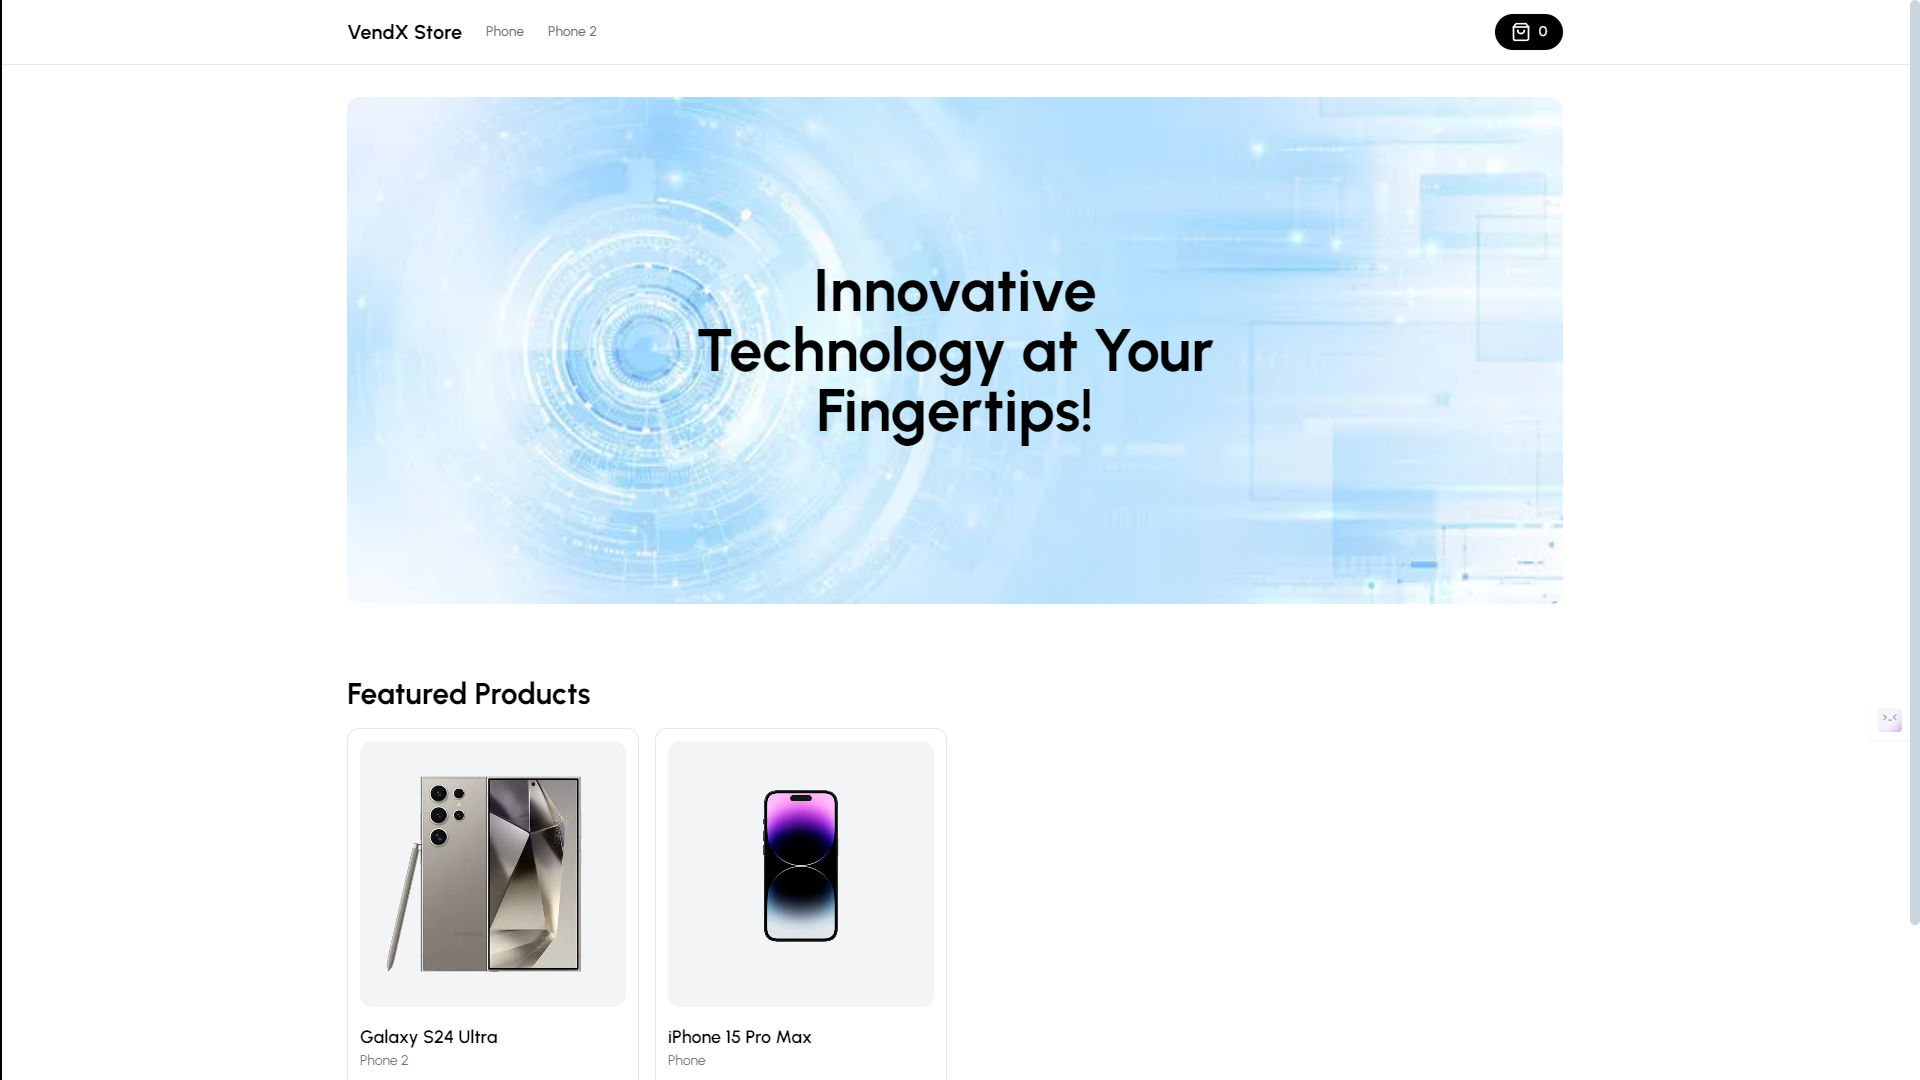 VendX Store
Phone
Phone 2
0
Innovative
Technology at Your
Fingertips!
Featured Products
Galaxy S24 Ultra
Phone 2
iPhone 15 Pro Max
Phone